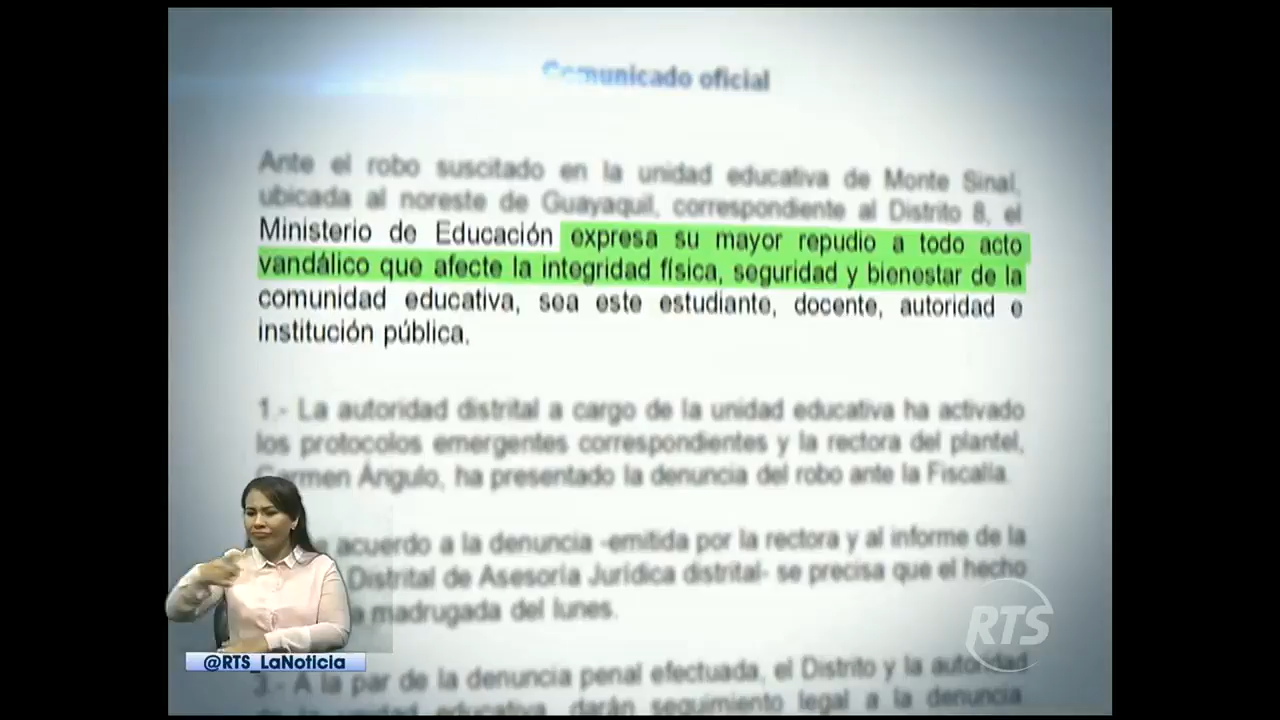 Comunicado oficial
Ante el robo suscitado en la unidad educativa de Monte Sinal,
ubicada al noreste de Guayaquil, correspondiente al Distrito 8, el
Ministerio de Educación expresa su mayor repudio a todo acto
vandálico que afecte la integridad física, seguridad y bienestar de la
comunidad educativa, sea este estudiante, docente, autoridad e
institución pública.
1.- La autoridad distrital a cargo de la unidad educativa ha activado
los protocolos emergentes correspondientes y la rectora del plantel,
Carmen Ángulo, ha presentado la denuncia del robo ante la Fiscalía.
acuerdo a la denuncia -emitida por la rectora y al informe de la
Distrital de Asesoría Jurídica distrital- se precisa que el hecho
madrugada del lunes.
3.- A la par de la denuncia penal efectuada, el Distrito y la autoridad
de la unidad educativa, darán seguimiento legal a la denuncia
RTS
@RTS_LaNoticia